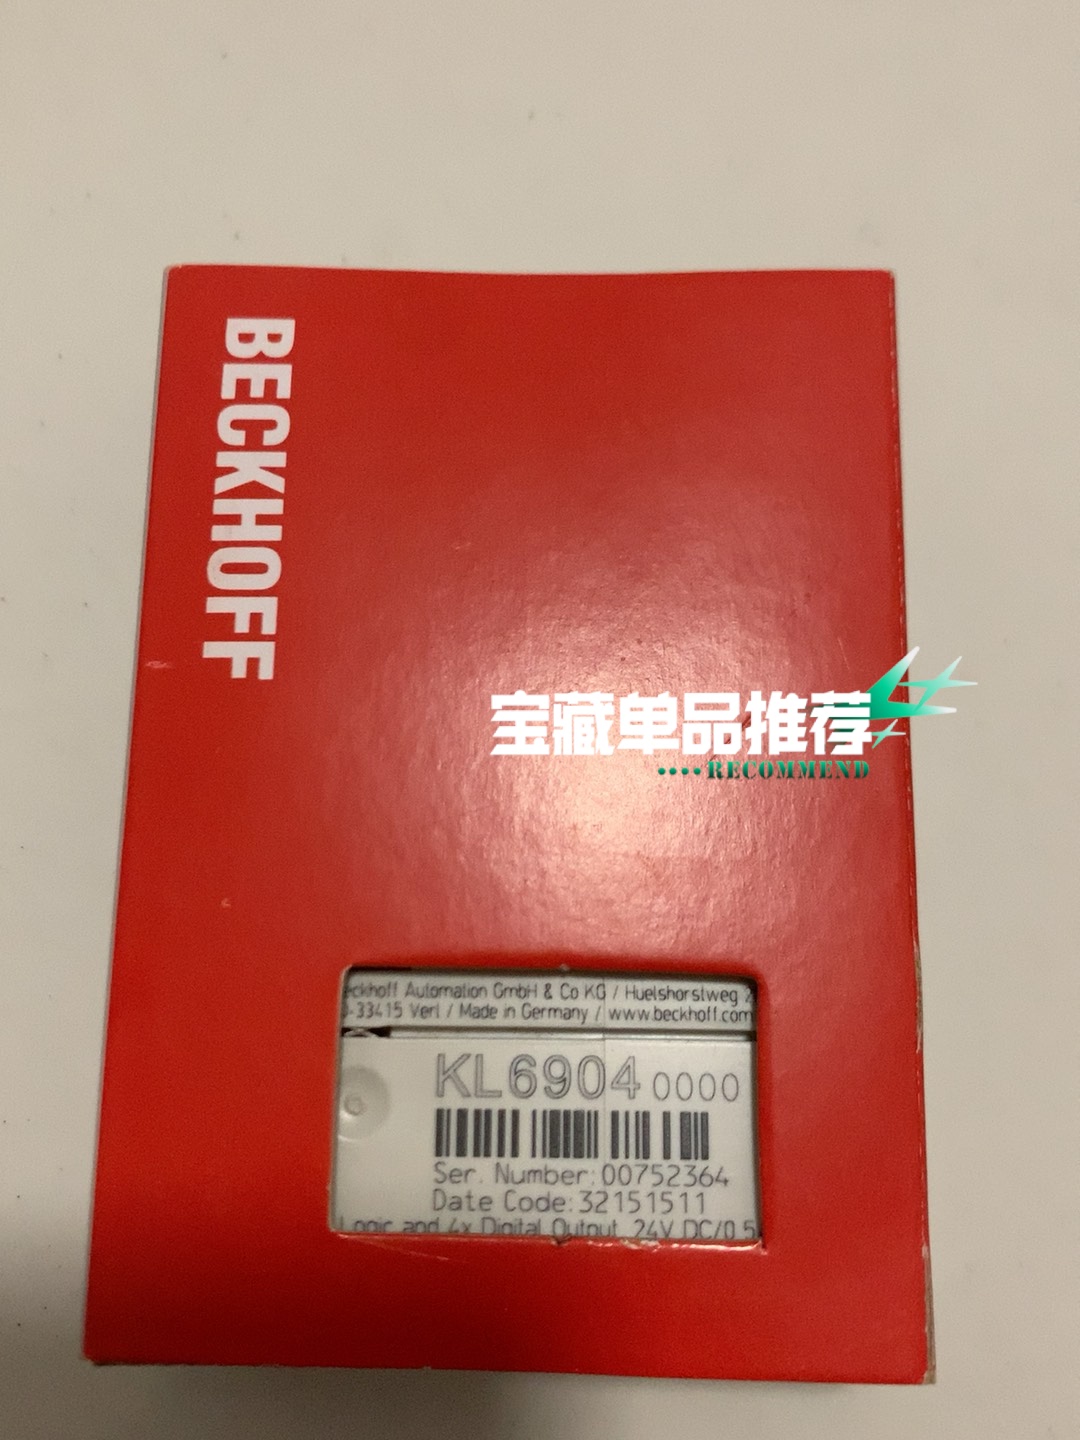 BECKHOFF
宝藏单品推荐
RECOMMEND
eckhoff Automation GmbH & Co KG / Huelshorstweg 2
-33415 Verl / Made in Germany / www.beckhoff.com
KL6904 0000
Ser. Number: 00752364
Date Code: 32151511
Logic and 4x Digital Output, 24V DC/0.5